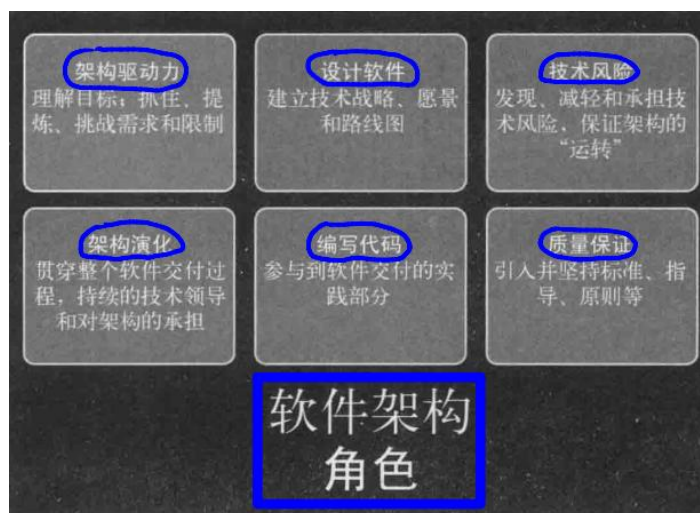 架构驱动力
理解目标；抓住、提
炼、挑战需求和限制
设计软件
建立技术战略、愿景
和路线图
技术风险
发现、减轻和承担技
术风险，保证架构的
“运转”
架构演化
贯穿整个软件交付过
程，持续的技术领导
和对架构的承担
编写代码
参与到软件交付的实
践部分
质量保证
引入并坚持标准、指
导、原则等
软件架构
角色